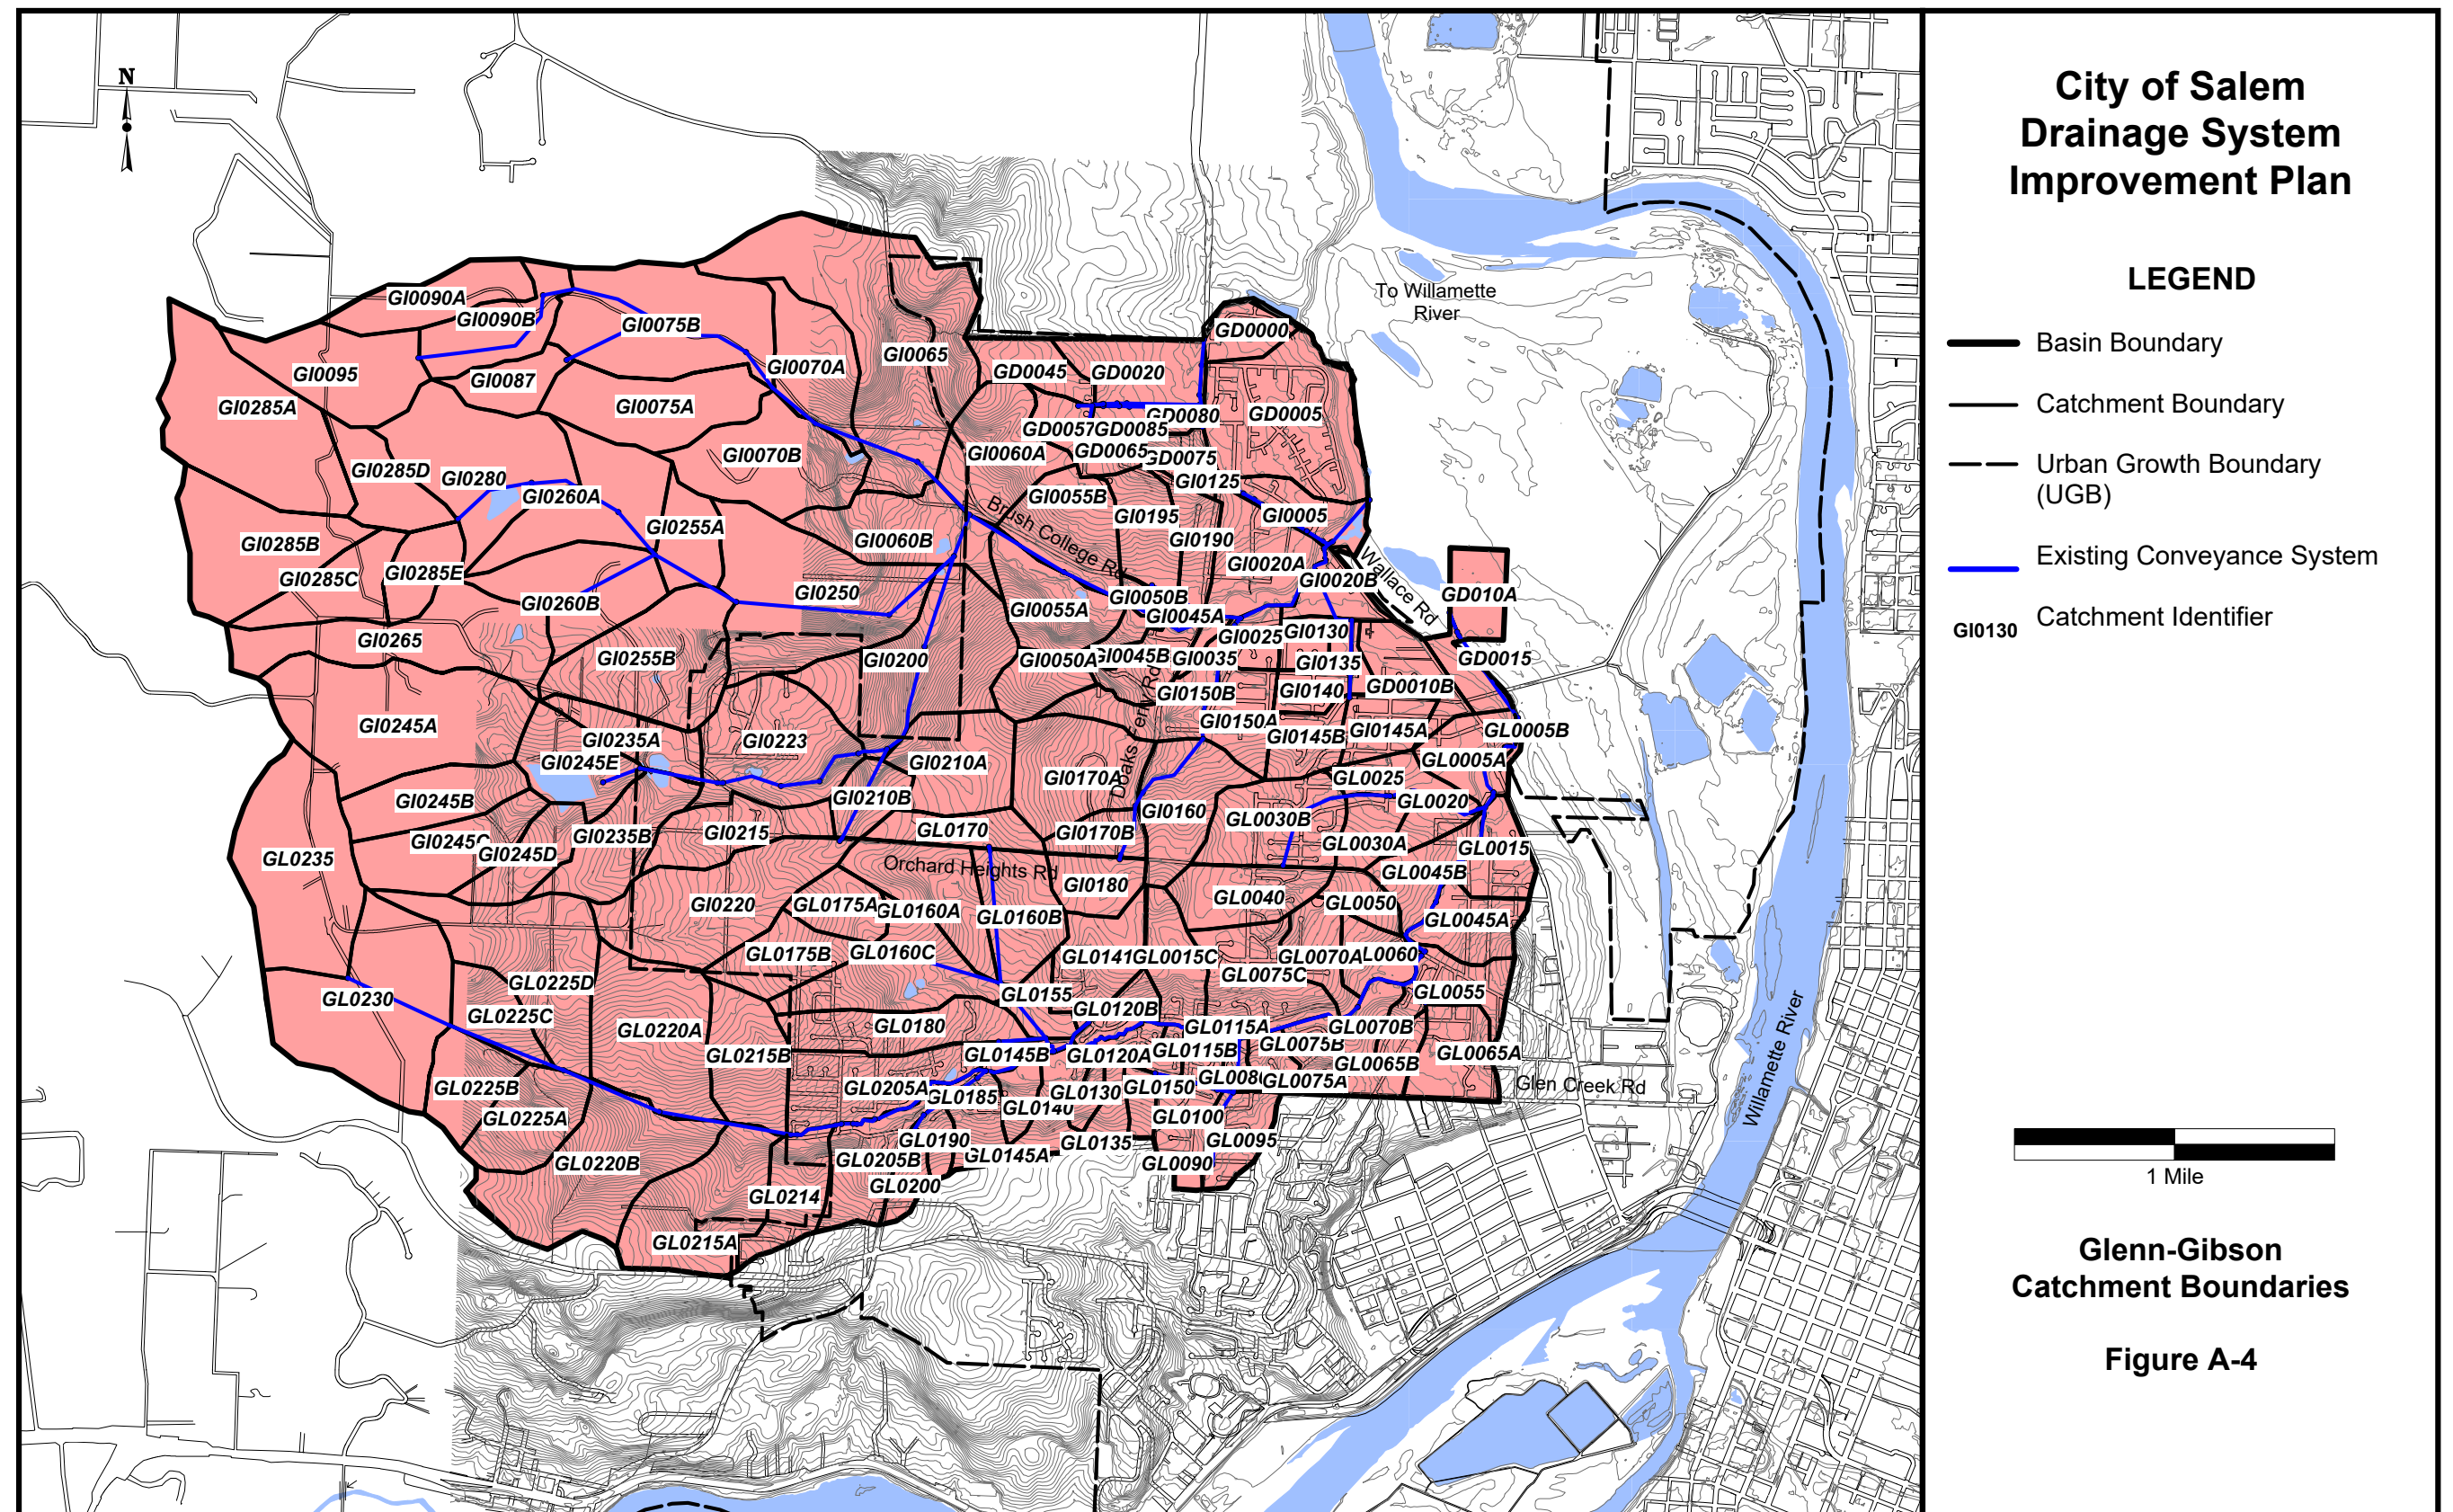 City of Salem
Drainage System
Improvement Plan
LEGEND
Basin Boundary
Catchment Boundary
Urban Growth Boundary
(UGB)
Existing Conveyance System
GI0130 Catchment Identifier
1 Mile
Glenn-Gibson
Catchment Boundaries
Figure A-4
N
To Willamette
River
GI0090A
GI0090B
GI0075B
GD0000
GI0065
GI0070A
GI0095
GI0087
GD0045
GD0020
GI0285A
GI0075A
GD0080
GD0005
GD0057
GD0085
GI0070B
GI0060A
GD0065
GD0075
GI0285D
GI0280
GI0125
GI0260A
GI0055B
GI0195
GI0005
GI0255A
Brush College Rd
GI0285B
GI0060B
GI0190
GI0020A
GI0285C
GI0285E
GI0020B
Wallace Rd
GD010A
GI0260B
GI0250
GI0050B
GI0055A
GI0045A
GI0265
GI0025
GI0130
GI0255B
GI0200
GI0050A
GI0045B
GI0035
GI0135
GD0015
GI0150B
GI0140
GD0010B
GI0245A
GI0150A
GI0235A
GI0223
GI0145B
GI0145A
GL0005B
GI0245E
GI0210A
GI0170A
GL0025
GL0005A
Doaks Ferry Rd
GI0245B
GI0210B
GI0160
GL0020
GL0030B
GI0245C
GI0245D
GI0235B
GI0215
GL0170
GI0170B
GL0030A
GL0015
GL0235
Orchard Heights Rd
GL0045B
GI0180
GI0220
GL0175A
GL0160A
GL0160B
GL0040
GL0050
GL0045A
GL0175B
GL0160C
GL0141
GL0015C
GL0070A
GL0060
GL0075C
GL0225D
GL0230
GL0155
GL0055
GL0225C
GL0120B
GL0220A
GL0180
GL0115A
GL0070B
GL0215B
GL0145B
GL0120A
GL0115B
GL0075B
GL0065B
GL0065A
GL0225B
GL0205A
GL0185
GL0130
GL0150
GL0080
GL0075A
Glen Creek Rd
GL0225A
GL0140
GL0100
GL0190
GL0135
GL0095
GL0220B
GL0205B
GL0145A
GL0090
GL0214
GL0200
GL0215A
Willamette River